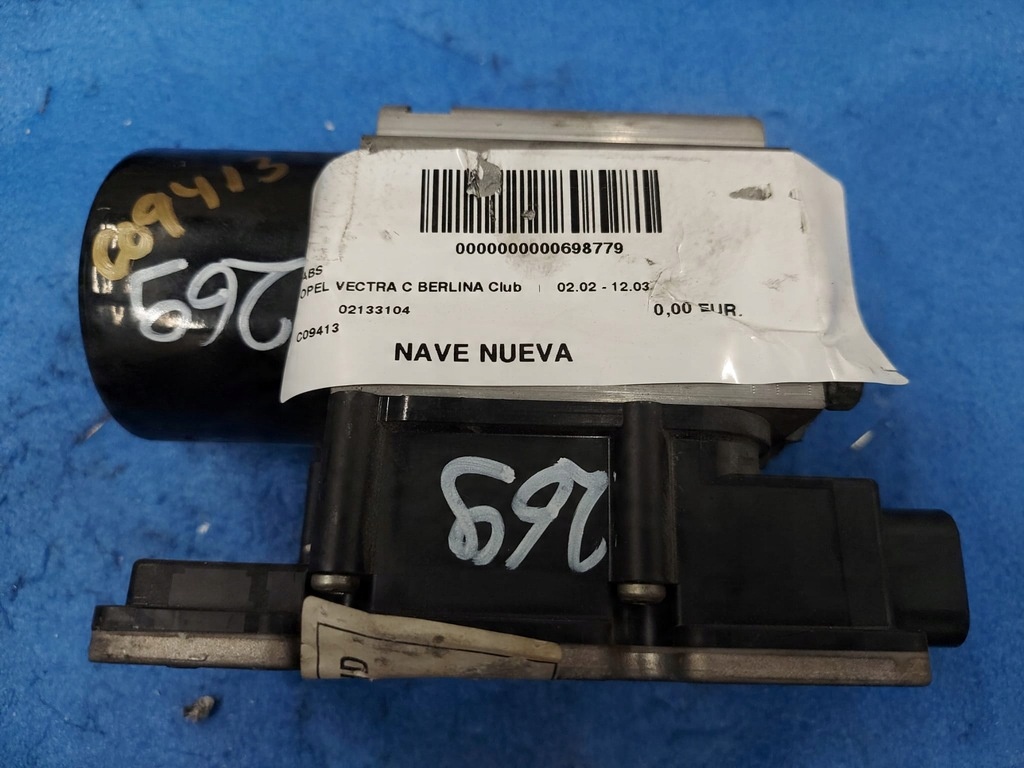 C09413
269
0000000000698779
ABS
OPEL VECTRA C BERLINA Club | 02.02 - 12.03
02133104 0,00 EUR.
C09413
NAVE NUEVA
269